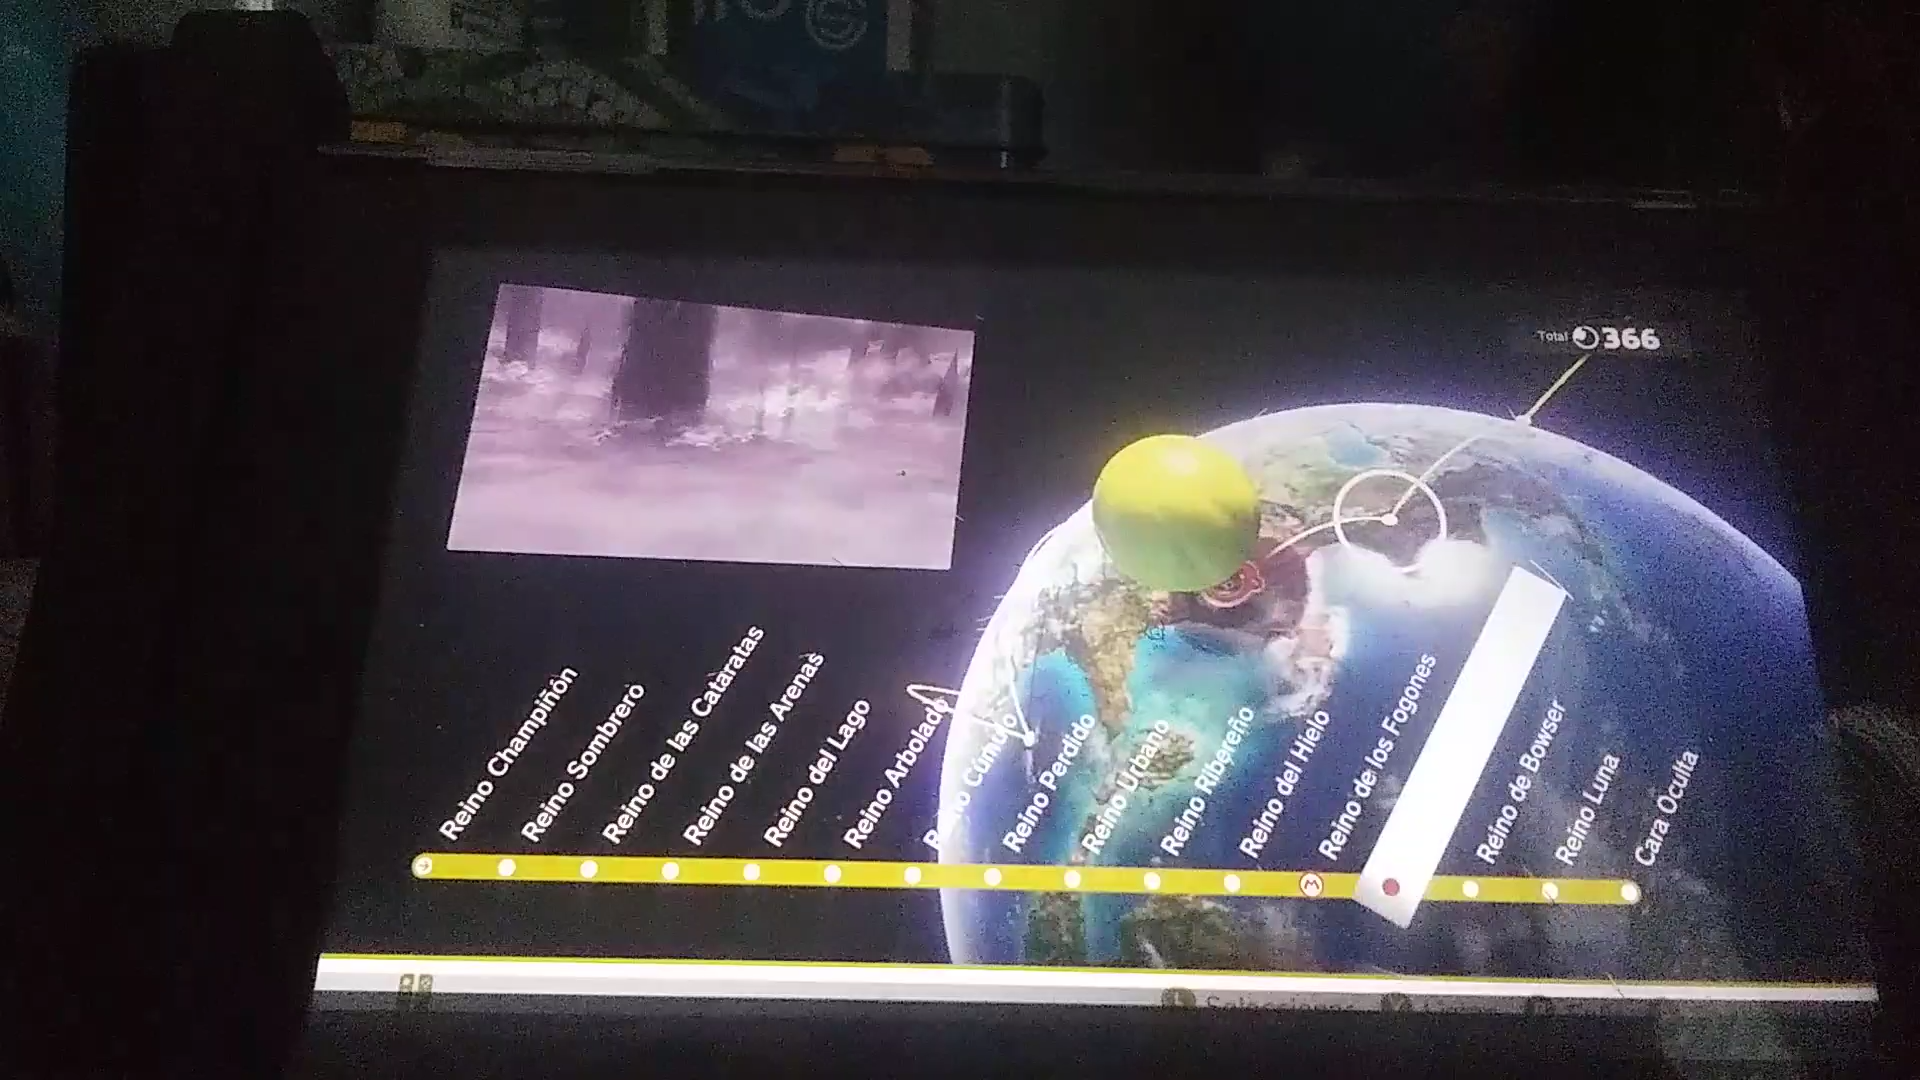 Total 366
Reino Champiñón
Reino Sombrero
Reino de las Cataratas
Reino de las Arenas
Reino del Lago
Reino Arbolado
Reino Cúmulo
Reino Perdido
Reino Urbano
Reino Ribereño
Reino del Hielo
Reino de los Fogones
Reino de Bowser
Reino Luna
Cara Oculta
Seleccionar